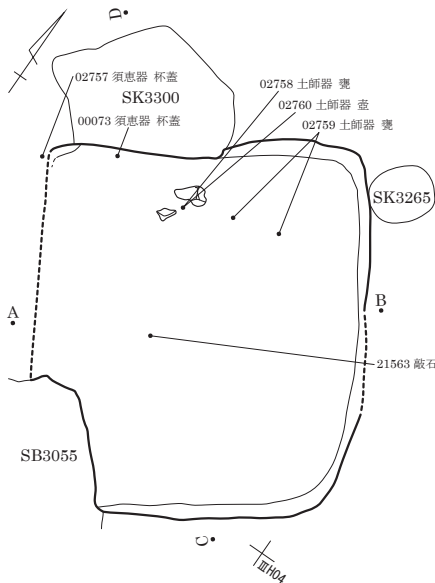 D
02757 須恵器 杯蓋
SK3300
00073 須恵器 杯蓋
02758 土師器 甕
02760 土師器 壺
02759 土師器 甕
SK3265
A
B
21563 敲石
SB3055
C
ⅢH04